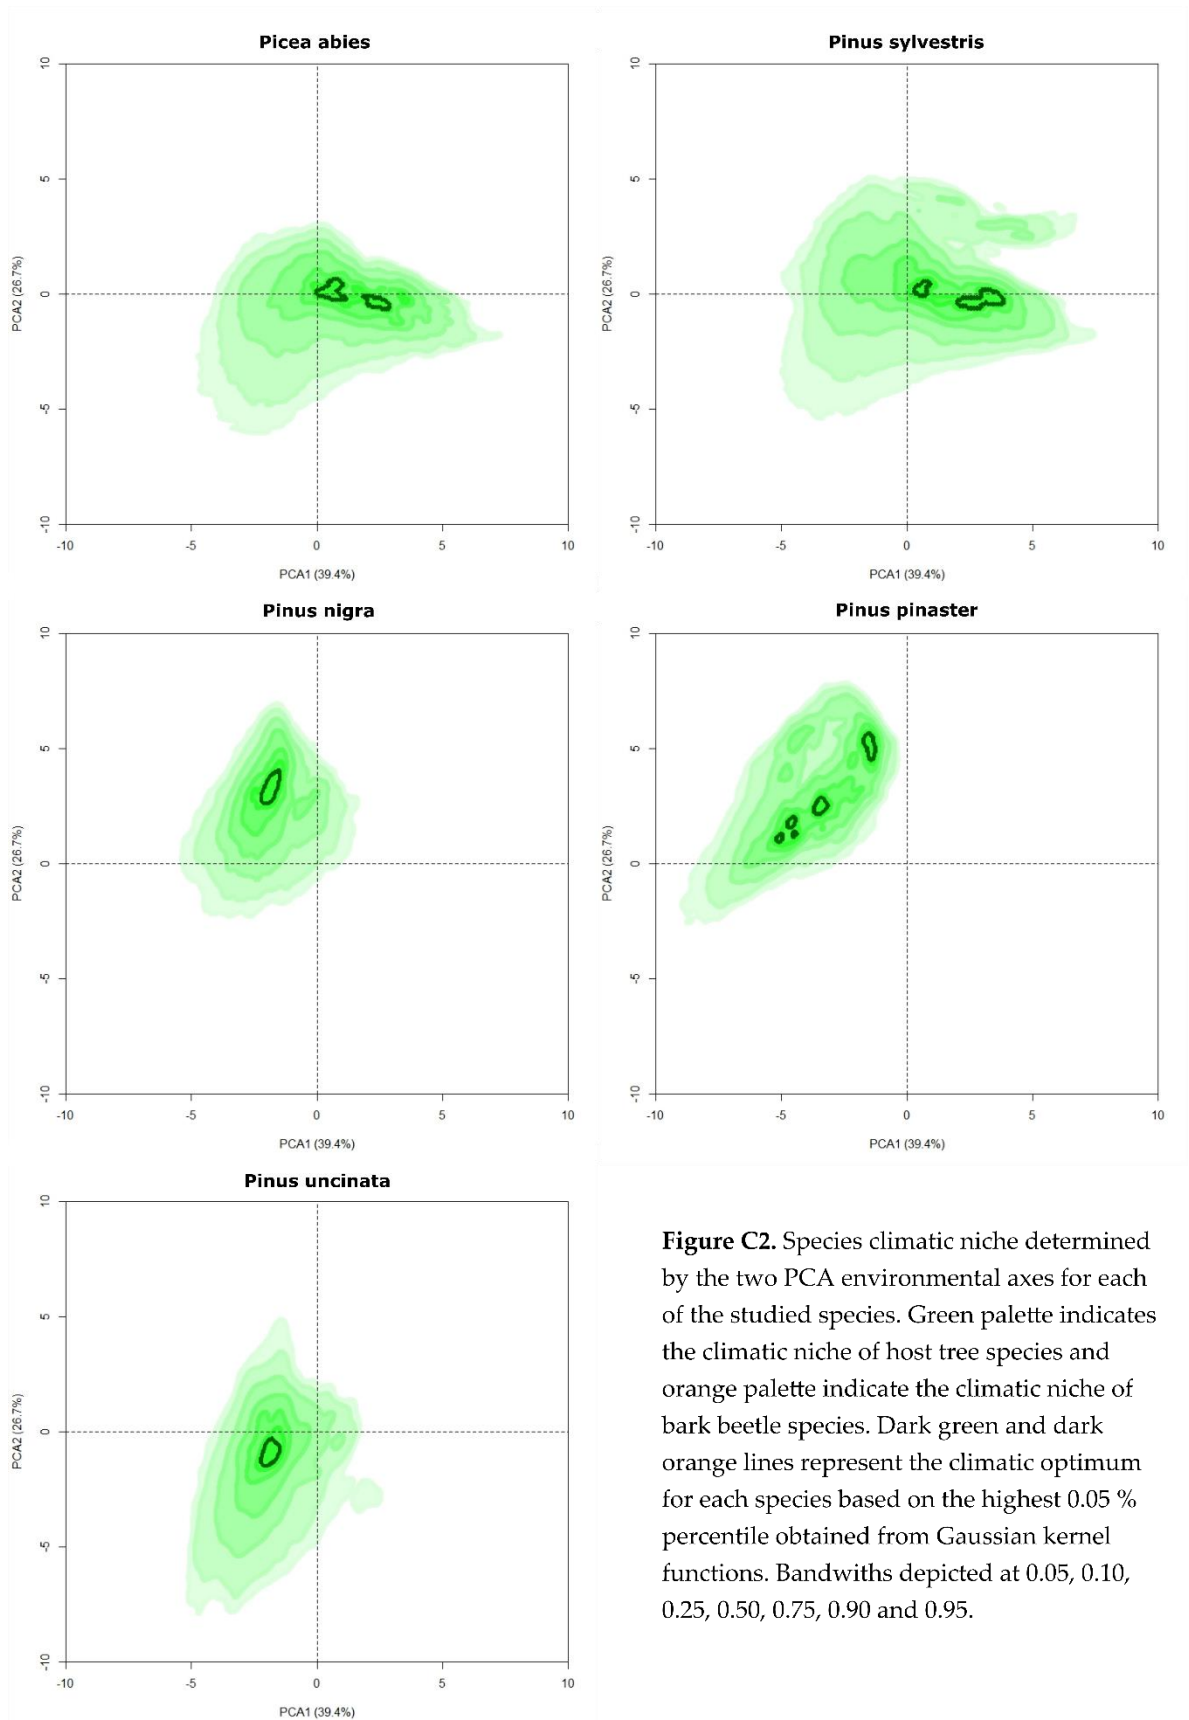 Picea abies
10
5
0
-5
-10
PCA2 (26.7%)
-10 -5 0 5 10
PCA1 (39.4%)
Pinus sylvestris
10
5
0
-5
-10
PCA2 (26.7%)
-10 -5 0 5 10
PCA1 (39.4%)
Pinus nigra
10
5
0
-5
-10
PCA2 (26.7%)
-10 -5 0 5 10
PCA1 (39.4%)
Pinus pinaster
10
5
0
-5
-10
PCA2 (26.7%)
-10 -5 0 5 10
PCA1 (39.4%)
Pinus uncinata
10
5
0
-5
-10
PCA2 (26.7%)
-10 -5 0 5 10
PCA1 (39.4%)
Figure C2. Species climatic niche determined
by the two PCA environmental axes for each
of the studied species. Green palette indicates
the climatic niche of host tree species and
orange palette indicate the climatic niche of
bark beetle species. Dark green and dark
orange lines represent the climatic optimum
for each species based on the highest 0.05 %
percentile obtained from Gaussian kernel
functions. Bandwiths depicted at 0.05, 0.10,
0.25, 0.50, 0.75, 0.90 and 0.95.